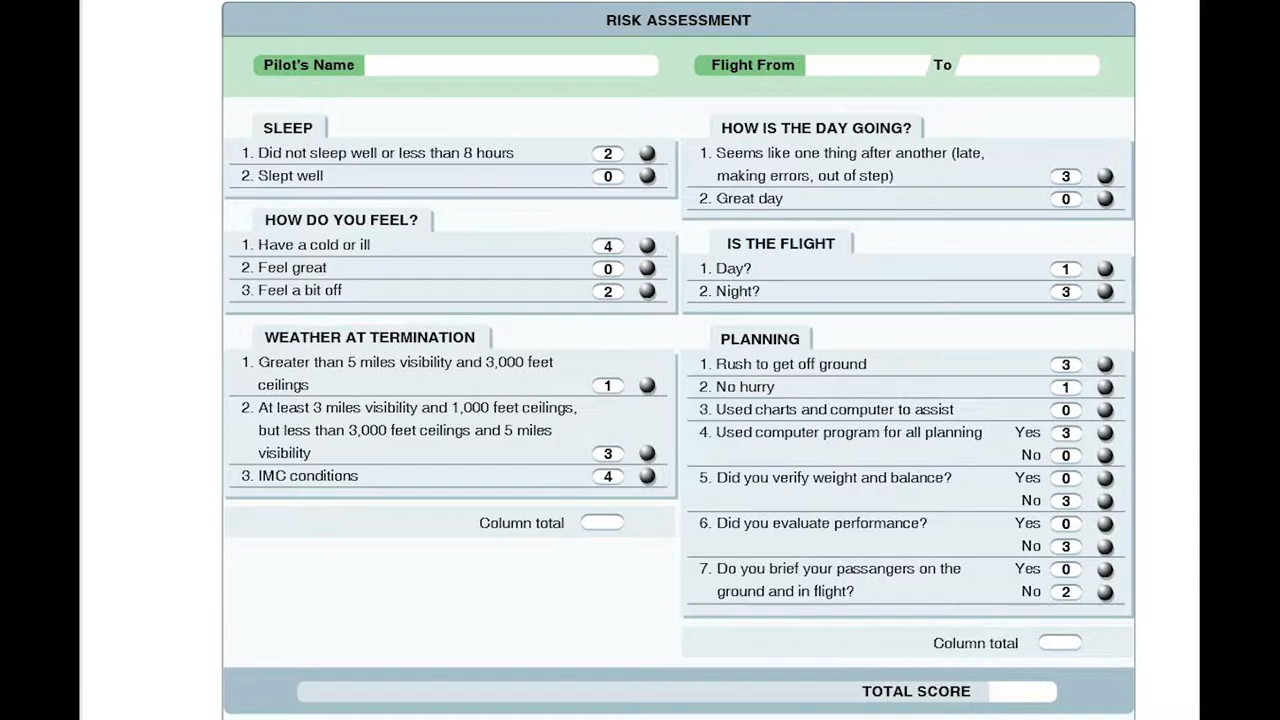 RISK ASSESSMENT
Pilot's Name
Flight From To
SLEEP
1. Did not sleep well or less than 8 hours 2
2. Slept well 0
HOW DO YOU FEEL?
1. Have a cold or ill 4
2. Feel great 0
3. Feel a bit off 2
WEATHER AT TERMINATION
1. Greater than 5 miles visibility and 3,000 feet
ceilings 1
2. At least 3 miles visibility and 1,000 feet ceilings,
but less than 3,000 feet ceilings and 5 miles
visibility 3
3. IMC conditions 4
Column total
HOW IS THE DAY GOING?
1. Seems like one thing after another (late,
making errors, out of step) 3
2. Great day 0
IS THE FLIGHT
1. Day? 1
2. Night? 3
PLANNING
1. Rush to get off ground 3
2. No hurry 1
3. Used charts and computer to assist 0
4. Used computer program for all planning Yes 3
No 0
5. Did you verify weight and balance? Yes 0
No 3
6. Did you evaluate performance? Yes 0
No 3
7. Do you brief your passangers on the Yes 0
ground and in flight? No 2
Column total
TOTAL SCORE